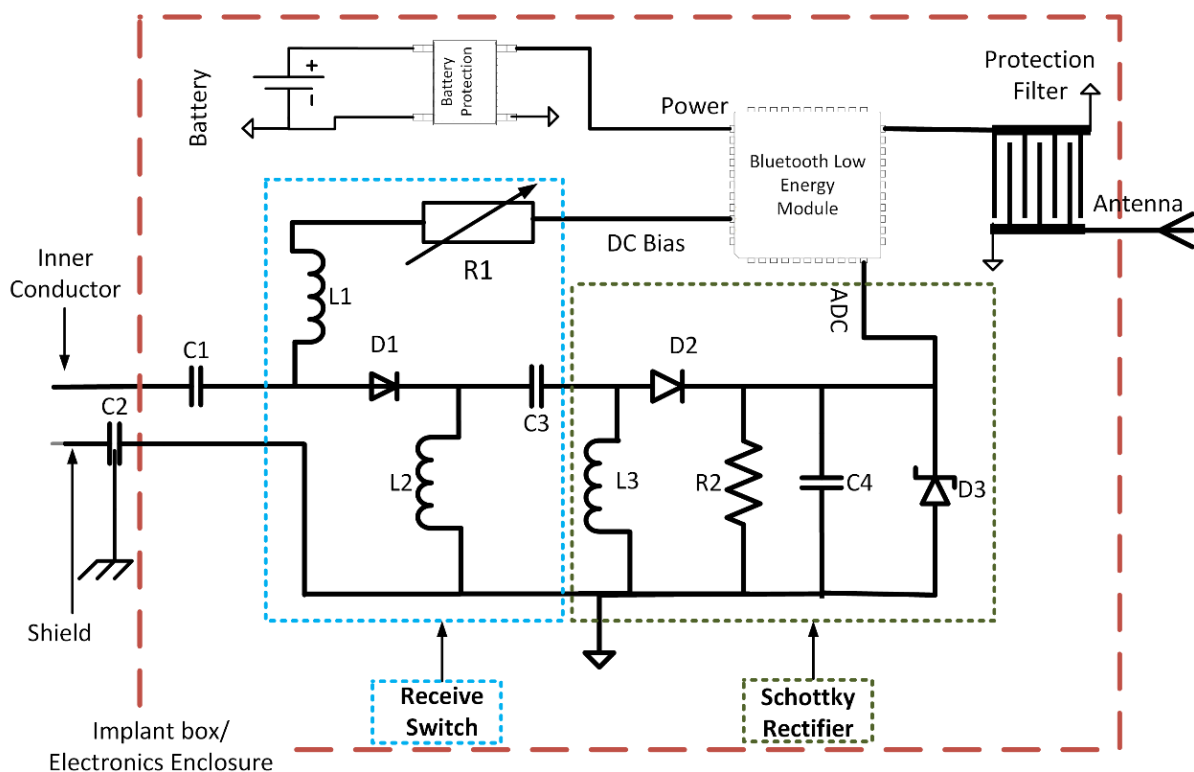 Battery
+
-
Battery
Protection
Power
Protection
Filter
Bluetooth Low
Energy
Module
Antenna
R1
DC Bias
Inner
Conductor
L1
ADC
C1
D1
D2
C2
C3
L2
L3
R2
C4
D3
Shield
Receive
Switch
Schottky
Rectifier
Implant box/
Electronics Enclosure